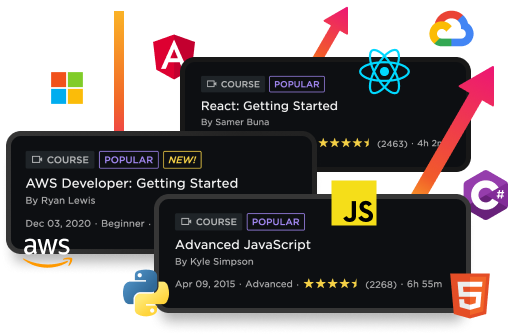 COURSE POPULAR
React: Getting Started
By Samer Buna
(2463) · 4h
COURSE POPULAR NEW!
AWS Developer: Getting Started
By Ryan Lewis
Dec 03, 2020 · Beginner ·
JS
C#
COURSE POPULAR
Advanced JavaScript
By Kyle Simpson
Apr 09, 2015 · Advanced · (2268) · 6h 55m
aws
A
5